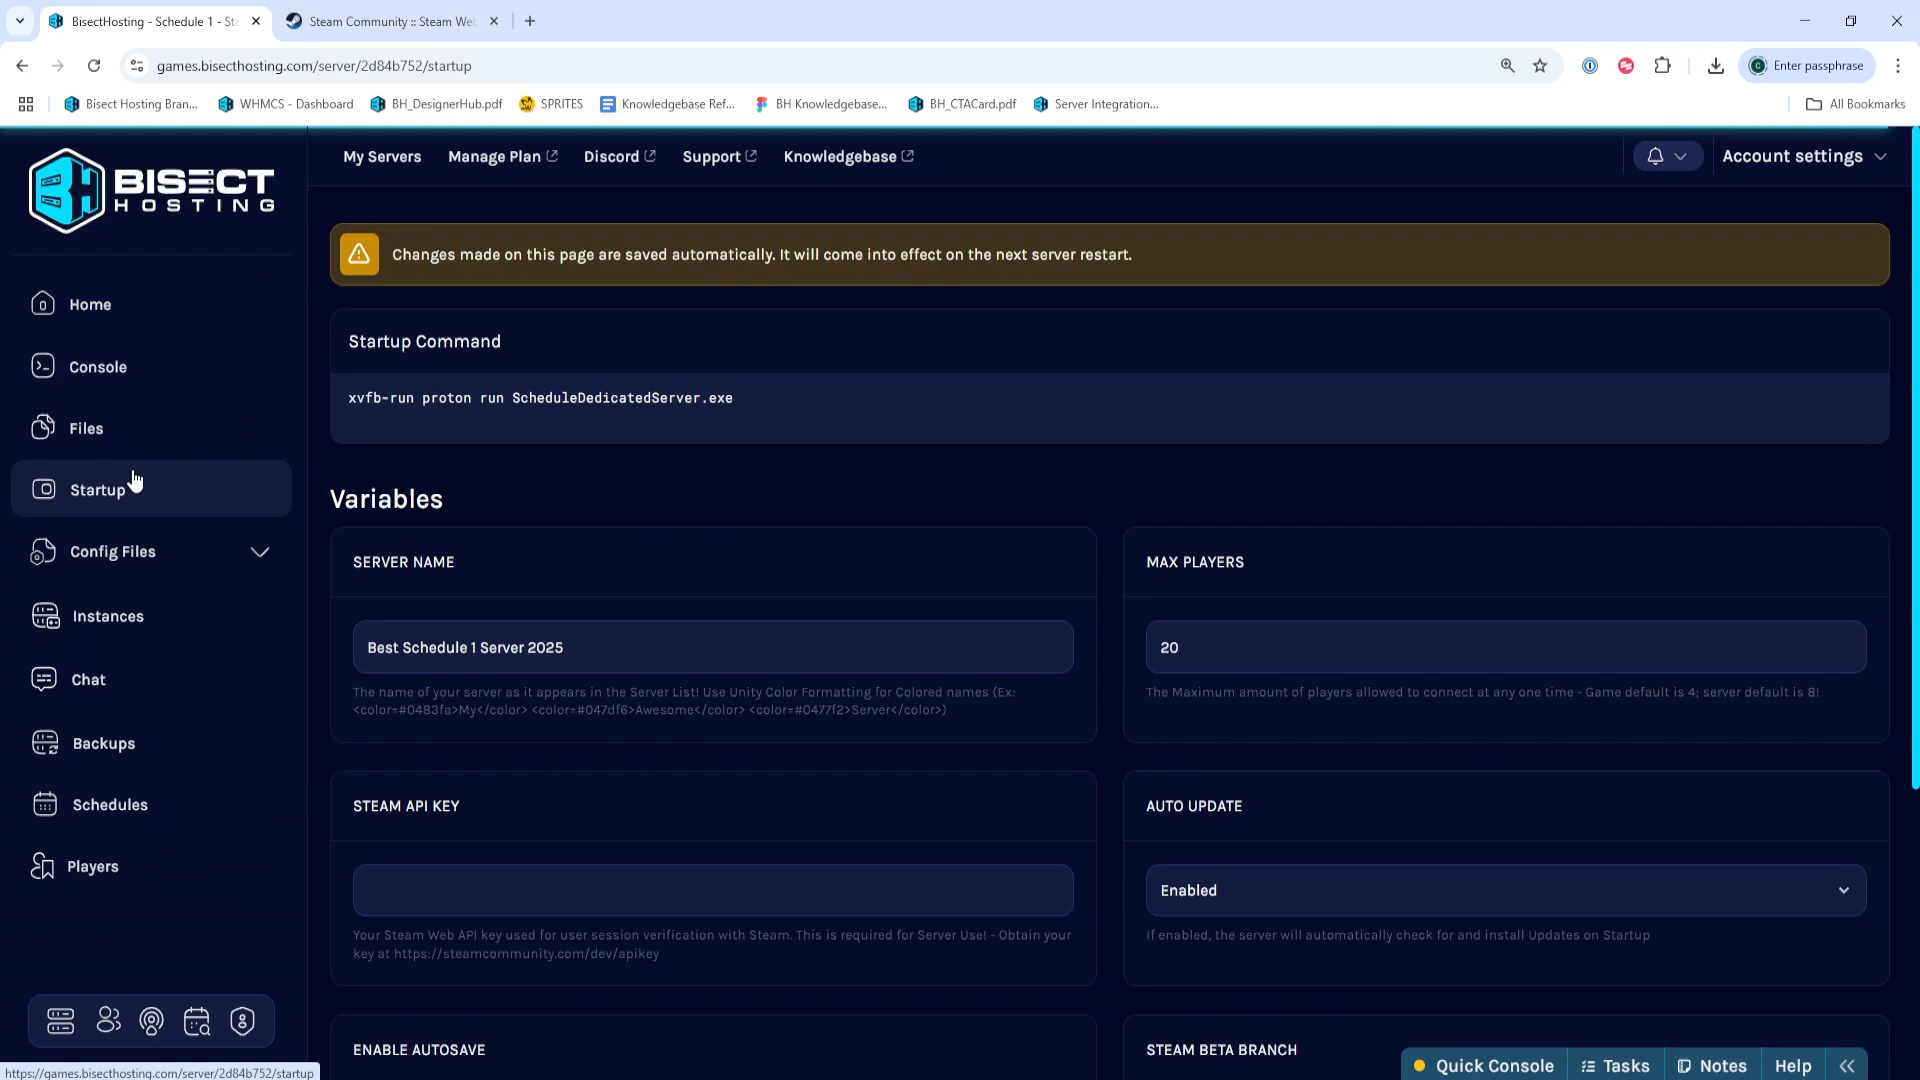 BisectHosting - Schedule 1 - Sta
Steam Community :: Steam Web
games.bisecthosting.com/server/2d84b752/startup
Enter passphrase
Bisect Hosting Bran...
WHMCS - Dashboard
BH_DesignerHub.pdf
SPRITES
Knowledgebase Ref...
BH Knowledgebase...
BH_CTACard.pdf
Server Integration...
All Bookmarks
BISECT
HOSTING
My Servers
Manage Plan
Discord
Support
Knowledgebase
Account settings
Home
Console
Files
Startup
Config Files
Instances
Chat
Backups
Schedules
Players
Changes made on this page are saved automatically. It will come into effect on the next server restart.
Startup Command
xvfb-run proton run ScheduleDedicatedServer.exe
Variables
SERVER NAME
Best Schedule 1 Server 2025
The name of your server as it appears in the Server List! Use Unity Color Formatting for Colored names (Ex:
<color=#0483fa>My</color> <color=#047df6>Awesome</color> <color=#0477f2>Server</color>)
MAX PLAYERS
20
The Maximum amount of players allowed to connect at any one time - Game default is 4; server default is 8!
STEAM API KEY
Your Steam Web API key used for user session verification with Steam. This is required for Server Use! - Obtain your
key at https://steamcommunity.com/dev/apikey
AUTO UPDATE
Enabled
If enabled, the server will automatically check for and install Updates on Startup
ENABLE AUTOSAVE
STEAM BETA BRANCH
Quick Console
Tasks
Notes
Help
https://games.bisecthosting.com/server/2d84b752/startup